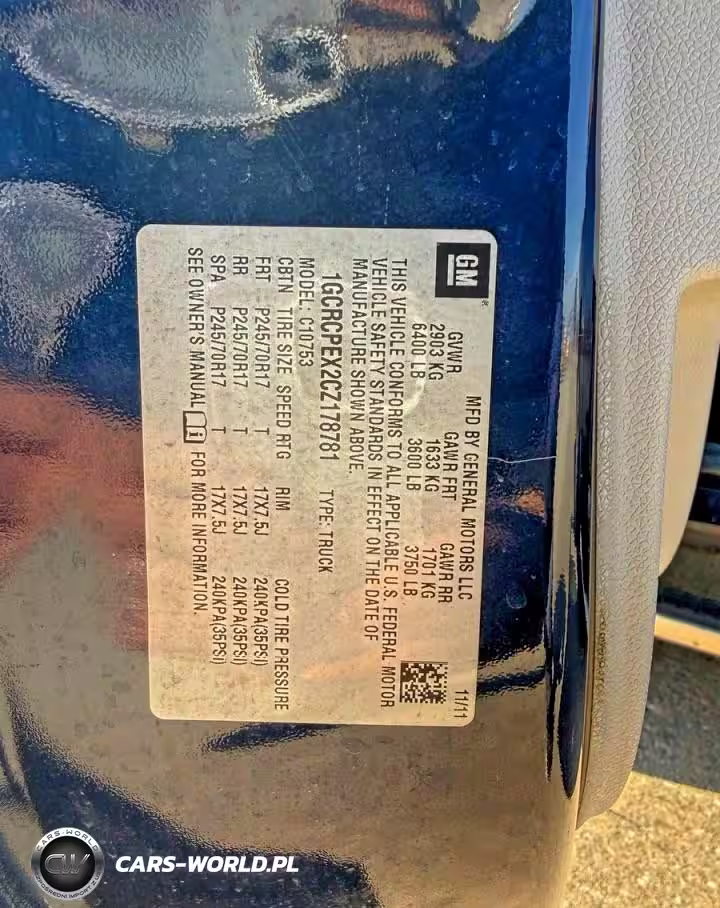 GM
MFD BY GENERAL MOTORS LLC 11/11
GVWR GAWR FRT GAWR RR
2903 KG 1633 KG 1701 KG
6400 LB 3600 LB 3750 LB
THIS VEHICLE CONFORMS TO ALL APPLICABLE U.S. FEDERAL MOTOR
VEHICLE SAFETY STANDARDS IN EFFECT ON THE DATE OF
MANUFACTURE SHOWN ABOVE.
1GCRCPEX2CZ178781 TYPE: TRUCK
MODEL: C10753
CBTN TIRE SIZE SPEED RTG RIM COLD TIRE PRESSURE
FRT P245/70R17 T 17X7.5J 240KPA(35PSI)
RR P245/70R17 T 17X7.5J 240KPA(35PSI)
SPA P245/70R17 T 17X7.5J 240KPA(35PSI)
SEE OWNER'S MANUAL FOR MORE INFORMATION.
CARS-WORLD
CW
CARS-WORLD.PL